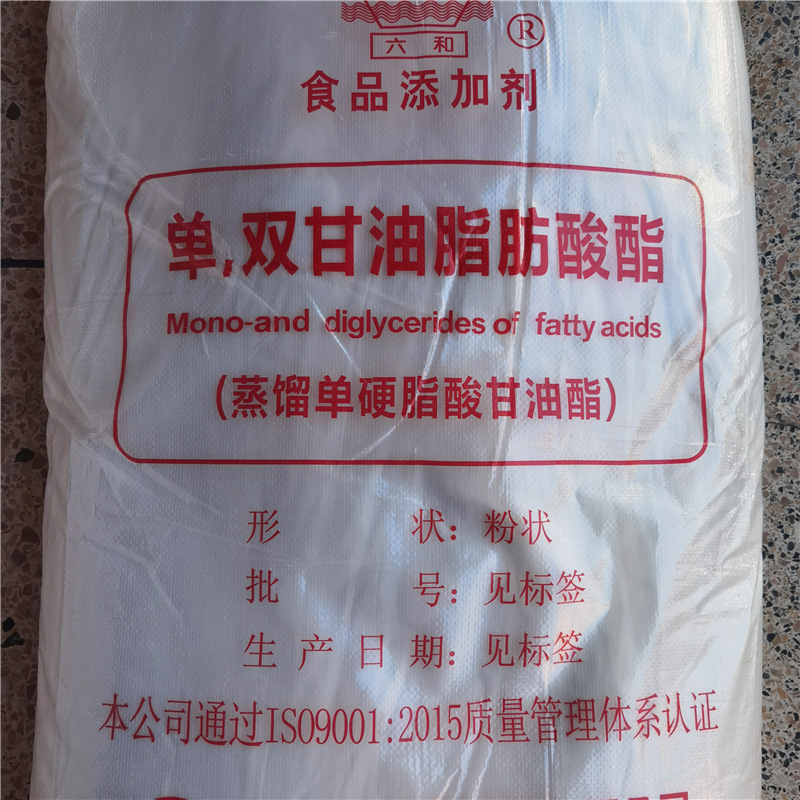 六和®
食品添加剂
单,双甘油脂肪酸酯
Mono-and diglycerides of fatty acids
(蒸馏单硬脂酸甘油酯)
形 状：粉状
批 号：见标签
生产日期：见标签
本公司通过ISO9001:2015质量管理体系认证